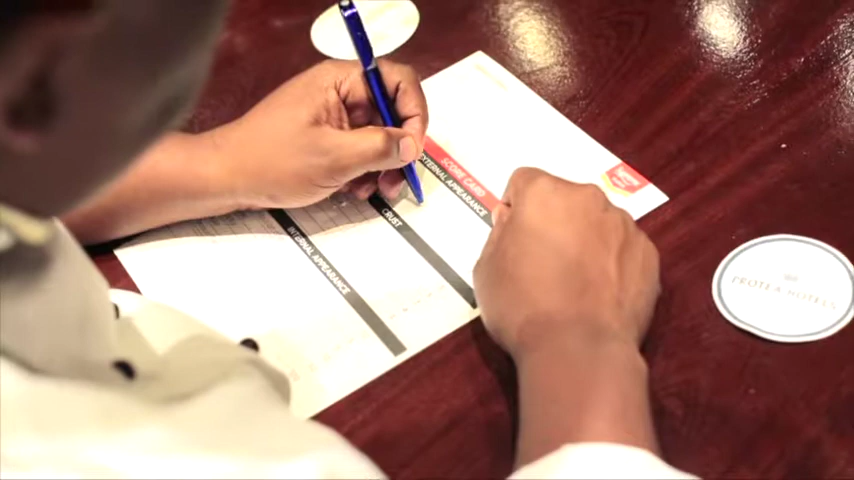 SCORE CARD
EXTERNAL APPEARANCE
CRUST
INTERNAL APPEARANCE
PROTEA HOTELS